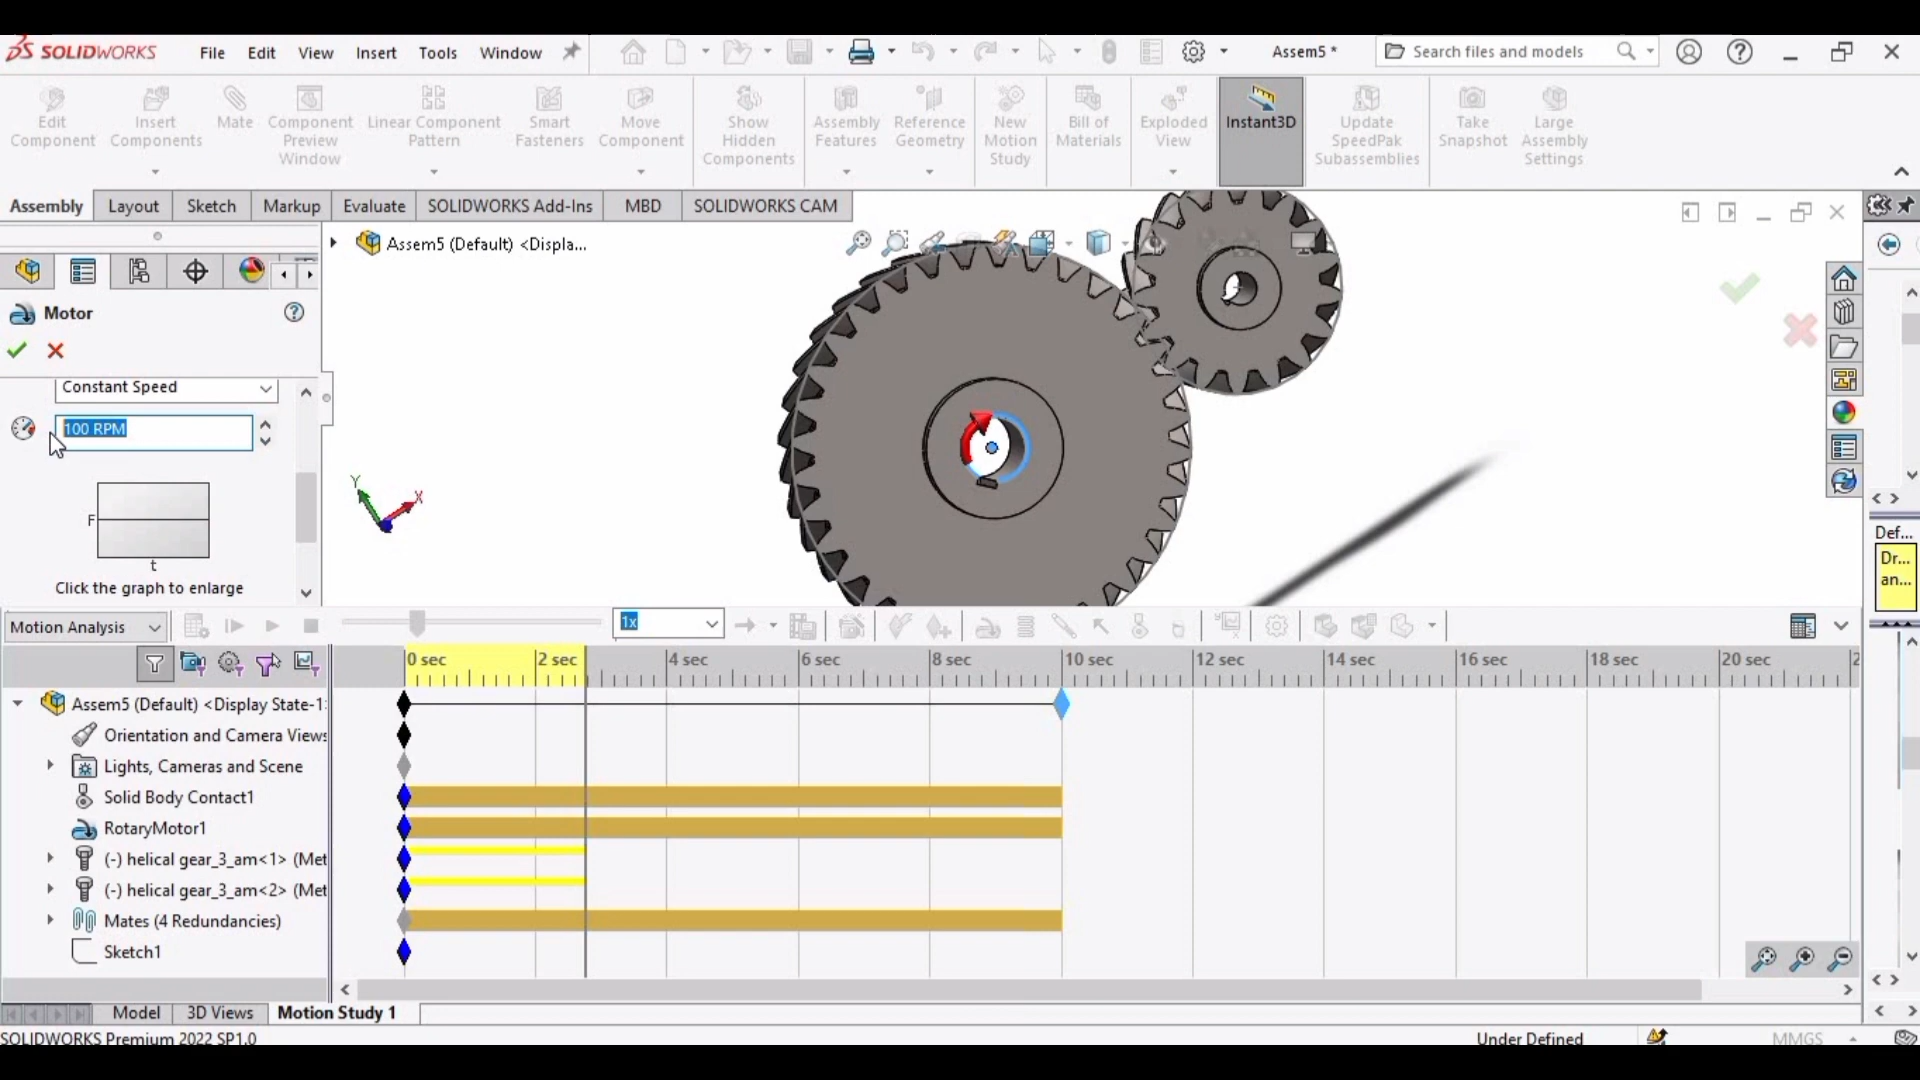 SOLIDWORKS File Edit View Insert Tools Window Assem5 * Search files and models
Edit Component
Insert Components
Mate
Component Preview Window
Linear Component Pattern
Smart Fasteners
Move Component
Show Hidden Components
Assembly Features
Reference Geometry
New Motion Study
Bill of Materials
Exploded View
Instant3D
Update SpeedPak Subassemblies
Take Snapshot
Large Assembly Settings
Assembly Layout Sketch Markup Evaluate SOLIDWORKS Add-Ins MBD SOLIDWORKS CAM
Assem5 (Default) <Displa...
Motor
Constant Speed
100 RPM
Y
X
F
t
Click the graph to enlarge
Def...
Dr...
an...
Motion Analysis
1x
0 sec 2 sec 4 sec 6 sec 8 sec 10 sec 12 sec 14 sec 16 sec 18 sec 20 sec 2
Assem5 (Default) <Display State-1
Orientation and Camera Views
Lights, Cameras and Scene
Solid Body Contact1
RotaryMotor1
(-) helical gear_3_am<1> (Met
(-) helical gear_3_am<2> (Met
Mates (4 Redundancies)
Sketch1
Model 3D Views Motion Study 1
SOLIDWORKS Premium 2022 SP1.0 Under Defined MMGS